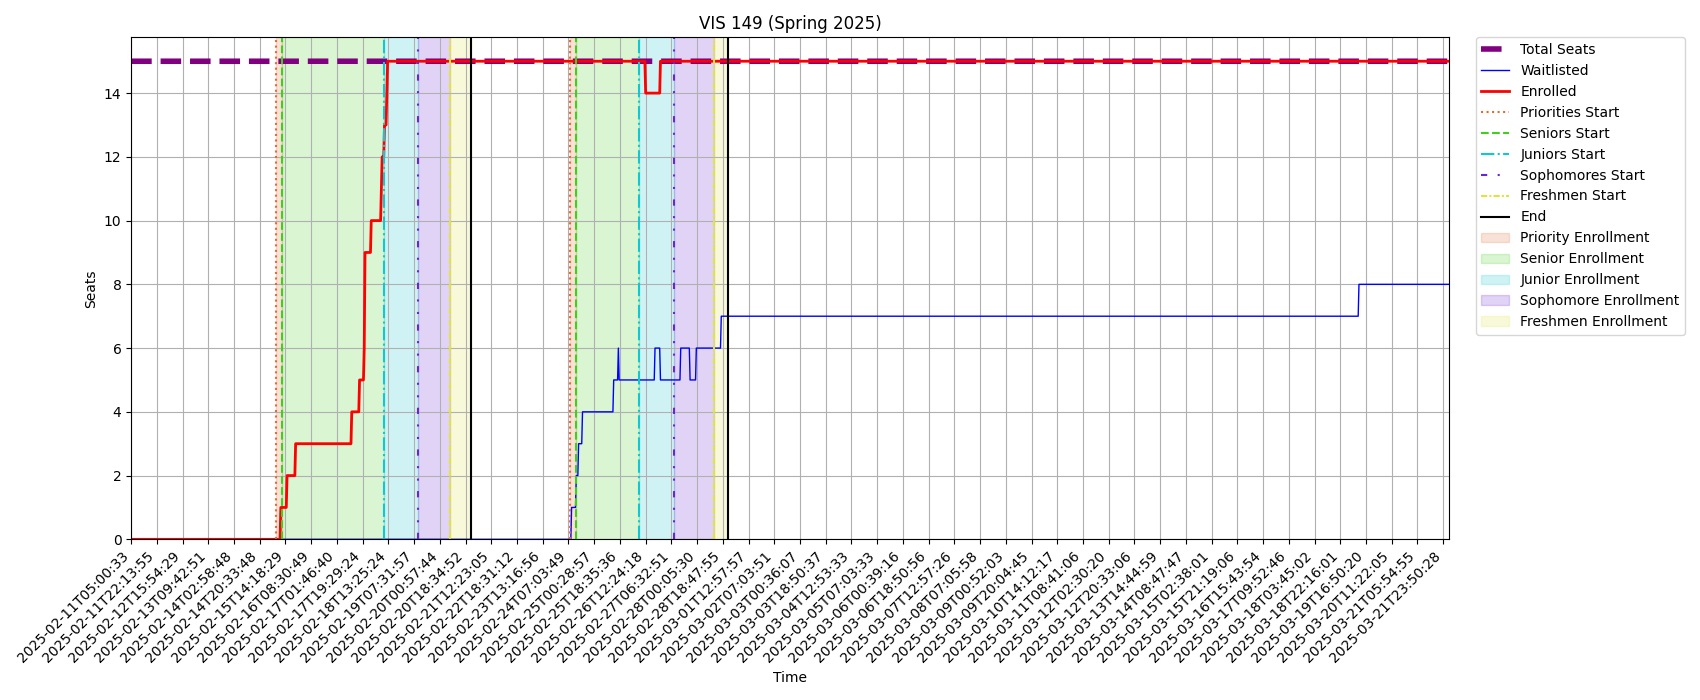 VIS 149 (Spring 2025)
Seats
14
12
10
8
6
4
2
0
2025-02-11T05:00:33
2025-02-11T22:13:55
2025-02-12T15:54:29
2025-02-13T09:42:51
2025-02-14T02:58:48
2025-02-14T20:33:48
2025-02-15T14:18:29
2025-02-16T08:30:49
2025-02-17T01:46:40
2025-02-17T19:29:24
2025-02-18T13:25:24
2025-02-19T07:31:57
2025-02-20T00:57:44
2025-02-20T18:34:52
2025-02-21T12:23:05
2025-02-22T18:31:12
2025-02-23T13:16:56
2025-02-24T07:03:49
2025-02-25T00:28:57
2025-02-25T18:35:36
2025-02-26T12:24:18
2025-02-27T06:32:51
2025-02-28T00:05:30
2025-02-28T18:47:55
2025-03-01T12:57:57
2025-03-02T07:03:51
2025-03-03T00:36:07
2025-03-03T18:50:37
2025-03-04T12:53:33
2025-03-05T07:03:33
2025-03-06T00:39:16
2025-03-06T18:50:56
2025-03-07T12:57:26
2025-03-08T07:05:58
2025-03-09T00:52:03
2025-03-09T20:04:45
2025-03-10T14:12:17
2025-03-11T08:41:06
2025-03-12T02:30:20
2025-03-12T20:33:06
2025-03-13T14:44:59
2025-03-14T08:47:47
2025-03-15T02:38:01
2025-03-15T21:19:06
2025-03-16T15:43:54
2025-03-17T09:52:46
2025-03-18T03:45:02
2025-03-18T22:16:01
2025-03-19T16:50:20
2025-03-20T11:22:05
2025-03-21T05:54:55
2025-03-21T23:50:28
Time
Total Seats
Waitlisted
Enrolled
Priorities Start
Seniors Start
Juniors Start
Sophomores Start
Freshmen Start
End
Priority Enrollment
Senior Enrollment
Junior Enrollment
Sophomore Enrollment
Freshmen Enrollment